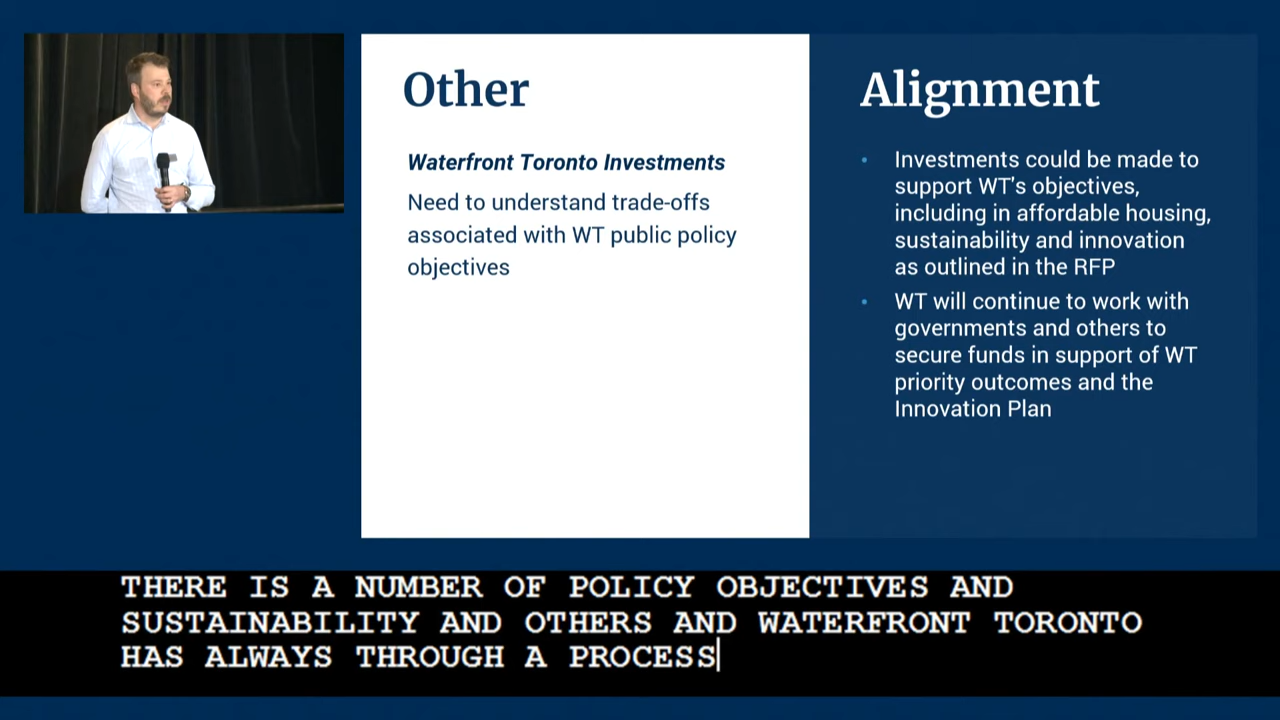 Other
Waterfront Toronto Investments
Need to understand trade-offs
associated with WT public policy
objectives
Alignment
• Investments could be made to
support WT's objectives,
including in affordable housing,
sustainability and innovation
as outlined in the RFP
• WT will continue to work with
governments and others to
secure funds in support of WT
priority outcomes and the
Innovation Plan
THERE IS A NUMBER OF POLICY OBJECTIVES AND
SUSTAINABILITY AND OTHERS AND WATERFRONT TORONTO
HAS ALWAYS THROUGH A PROCESS